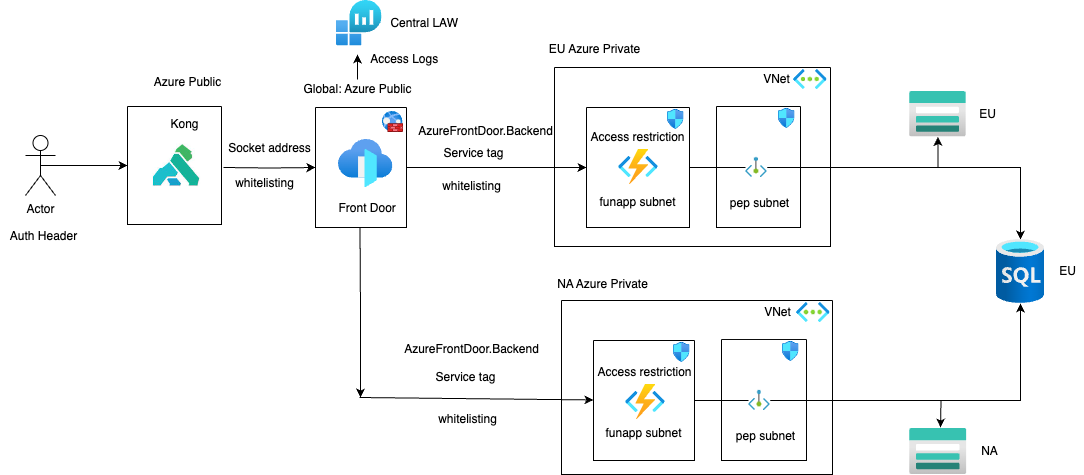 Central LAW
Access Logs
Global: Azure Public
Azure Public
Kong
Actor
Auth Header
Socket address
whitelisting
Front Door
AzureFrontDoor.Backend
Service tag
whitelisting
EU Azure Private
VNet
Access restriction
funapp subnet
pep subnet
EU
SQL
EU
AzureFrontDoor.Backend
Service tag
whitelisting
NA Azure Private
VNet
Access restriction
funapp subnet
pep subnet
NA